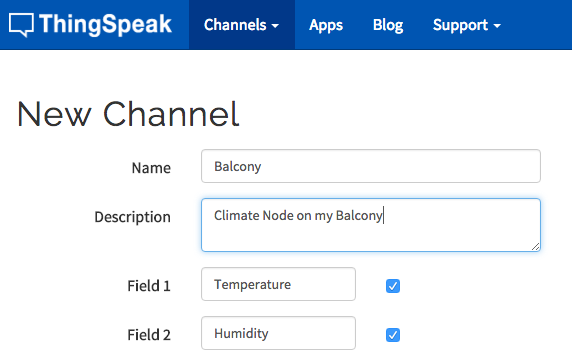 ThingSpeak Channels Apps Blog Support
New Channel
Name Balcony
Description Climate Node on my Balcony
Field 1 Temperature
Field 2 Humidity